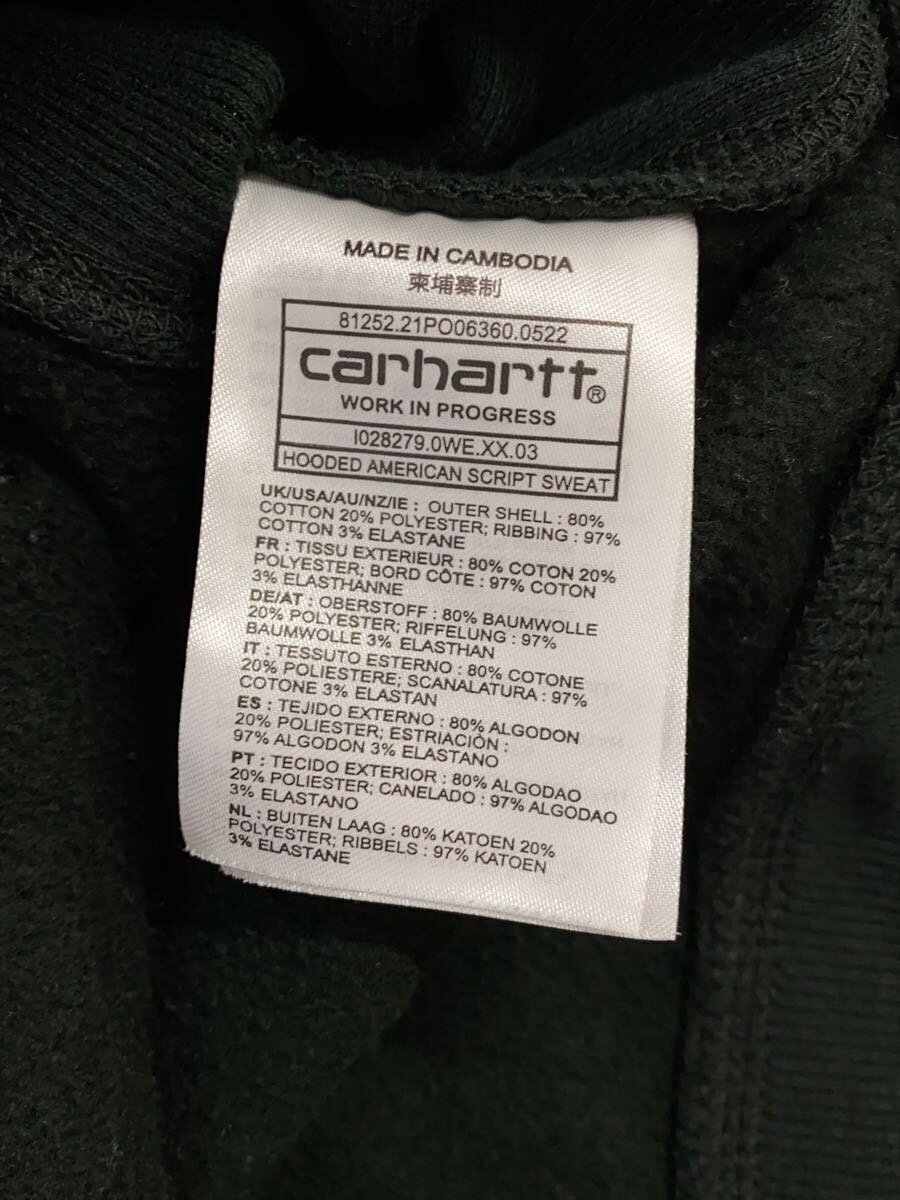 MADE IN CAMBODIA
柬埔寨制
81252.21PO06360.0522
carhartt®
WORK IN PROGRESS
I028279.0WE.XX.03
HOODED AMERICAN SCRIPT SWEAT
UK/USA/AU/NZ/IE : OUTER SHELL : 80%
COTTON 20% POLYESTER; RIBBING : 97%
COTTON 3% ELASTANE
FR : TISSU EXTERIEUR : 80% COTON 20%
POLYESTER; BORD CÔTE : 97% COTON
3% ELASTHANNE
DE/AT : OBERSTOFF : 80% BAUMWOLLE
20% POLYESTER; RIFFELUNG : 97%
BAUMWOLLE 3% ELASTHAN
IT : TESSUTO ESTERNO : 80% COTONE
20% POLIESTERE; SCANALATURA : 97%
COTONE 3% ELASTAN
ES : TEJIDO EXTERNO : 80% ALGODON
20% POLIESTER; ESTRIACIÓN :
97% ALGODON 3% ELASTANO
PT : TECIDO EXTERIOR : 80% ALGODAO
20% POLIESTER; CANELADO : 97% ALGODAO
3% ELASTANO
NL : BUITEN LAAG : 80% KATOEN 20%
POLYESTER; RIBBELS : 97% KATOEN
3% ELASTANE